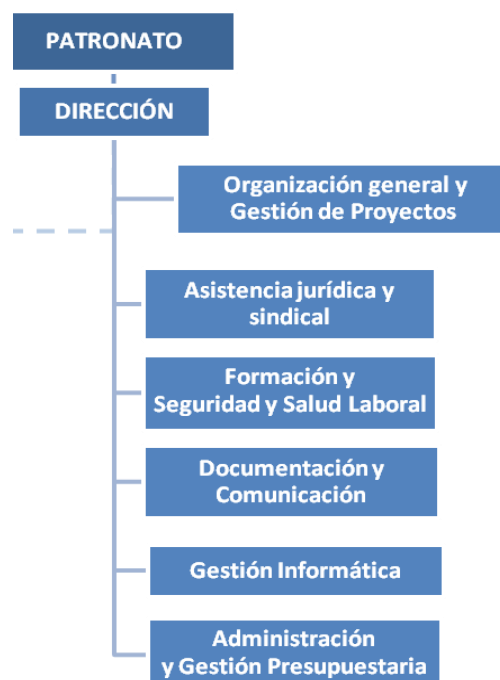 PATRONATO
DIRECCIÓN
Organización general y
Gestión de Proyectos
Asistencia jurídica y
sindical
Formación y
Seguridad y Salud Laboral
Documentación y
Comunicación
Gestión Informática
Administración
y Gestión Presupuestaria